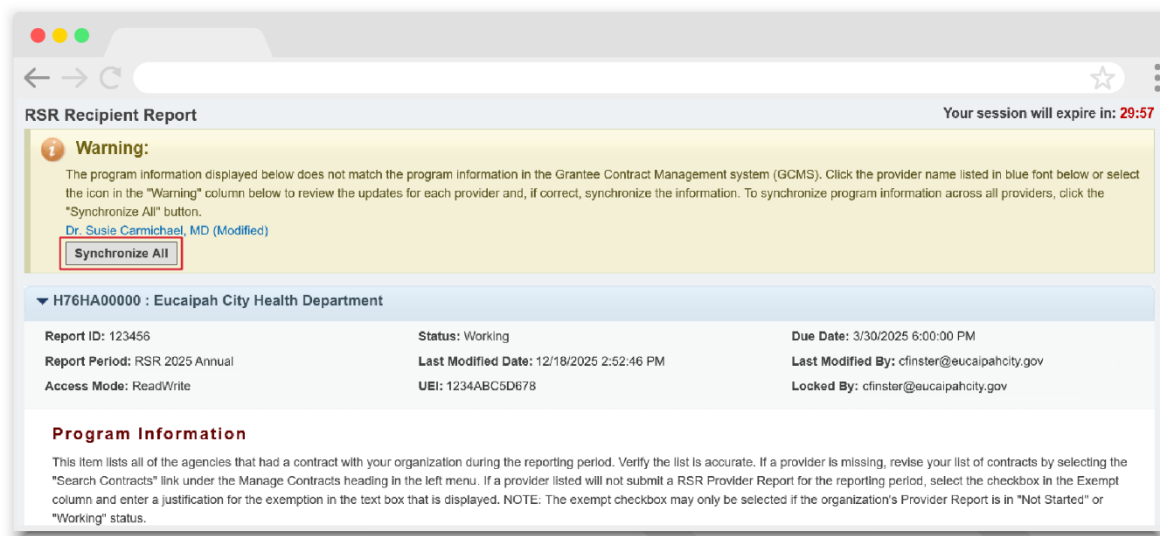 RSR Recipient Report
Your session will expire in: 29:57
Warning:
The program information displayed below does not match the program information in the Grantee Contract Management system (GCMS). Click the provider name listed in blue font below or select
the icon in the "Warning" column below to review the updates for each provider and, if correct, synchronize the information. To synchronize program information across all providers, click the
"Synchronize All" button.
Dr. Susie Carmichael, MD (Modified)
Synchronize All
H76HA00000 : Eucaipah City Health Department
Report ID: 123456
Status: Working
Due Date: 3/30/2025 6:00:00 PM
Report Period: RSR 2025 Annual
Last Modified Date: 12/18/2025 2:52:46 PM
Last Modified By: cfinster@eucaipahcity.gov
Access Mode: ReadWrite
UEI: 1234ABC5D678
Locked By: cfinster@eucaipahcity.gov
Program Information
This item lists all of the agencies that had a contract with your organization during the reporting period. Verify the list is accurate. If a provider is missing, revise your list of contracts by selecting the
"Search Contracts" link under the Manage Contracts heading in the left menu. If a provider listed will not submit a RSR Provider Report for the reporting period, select the checkbox in the Exempt
column and enter a justification for the exemption in the text box that is displayed. NOTE: The exempt checkbox may only be selected if the organization's Provider Report is in "Not Started" or
"Working" status.